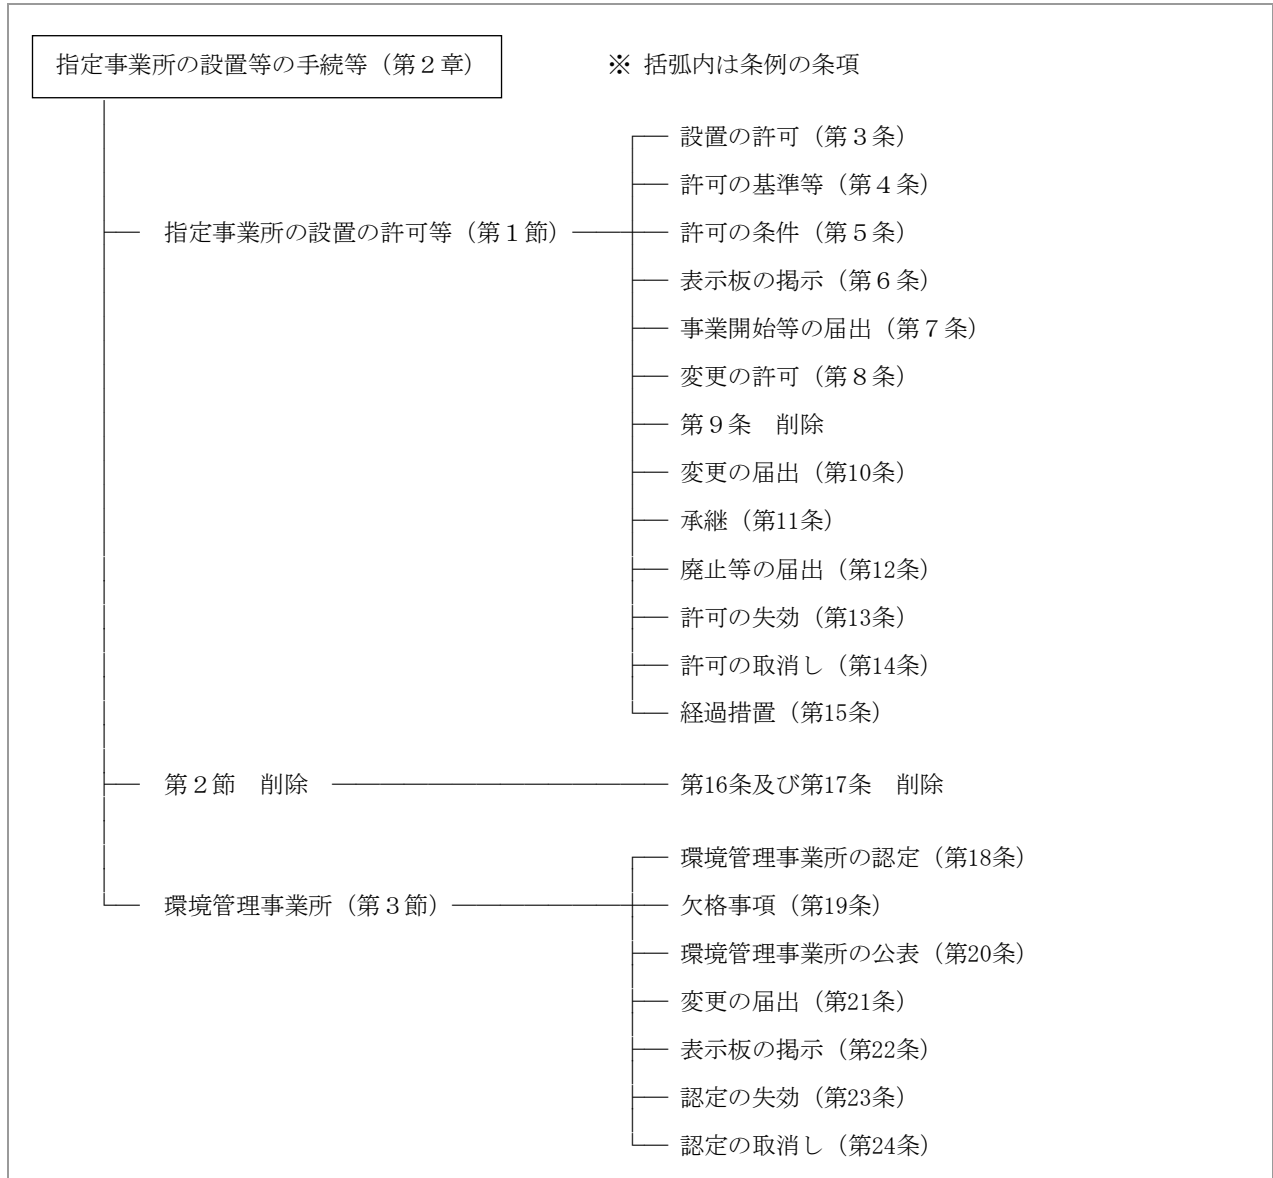 指定事業所の設置等の手続等（第２章）　※ 括弧内は条例の条項
設置の許可（第３条）
許可の基準等（第４条）
指定事業所の設置の許可等（第１節）　許可の条件（第５条）
表示板の掲示（第６条）
事業開始等の届出（第７条）
変更の許可（第８条）
第９条　削除
変更の届出（第10条）
承継（第11条）
廃止等の届出（第12条）
許可の失効（第13条）
許可の取消し（第14条）
経過措置（第15条）
第２節　削除　第16条及び第17条　削除
環境管理事業所の認定（第18条）
環境管理事業所（第３節）　欠格事項（第19条）
環境管理事業所の公表（第20条）
変更の届出（第21条）
表示板の掲示（第22条）
認定の失効（第23条）
認定の取消し（第24条）